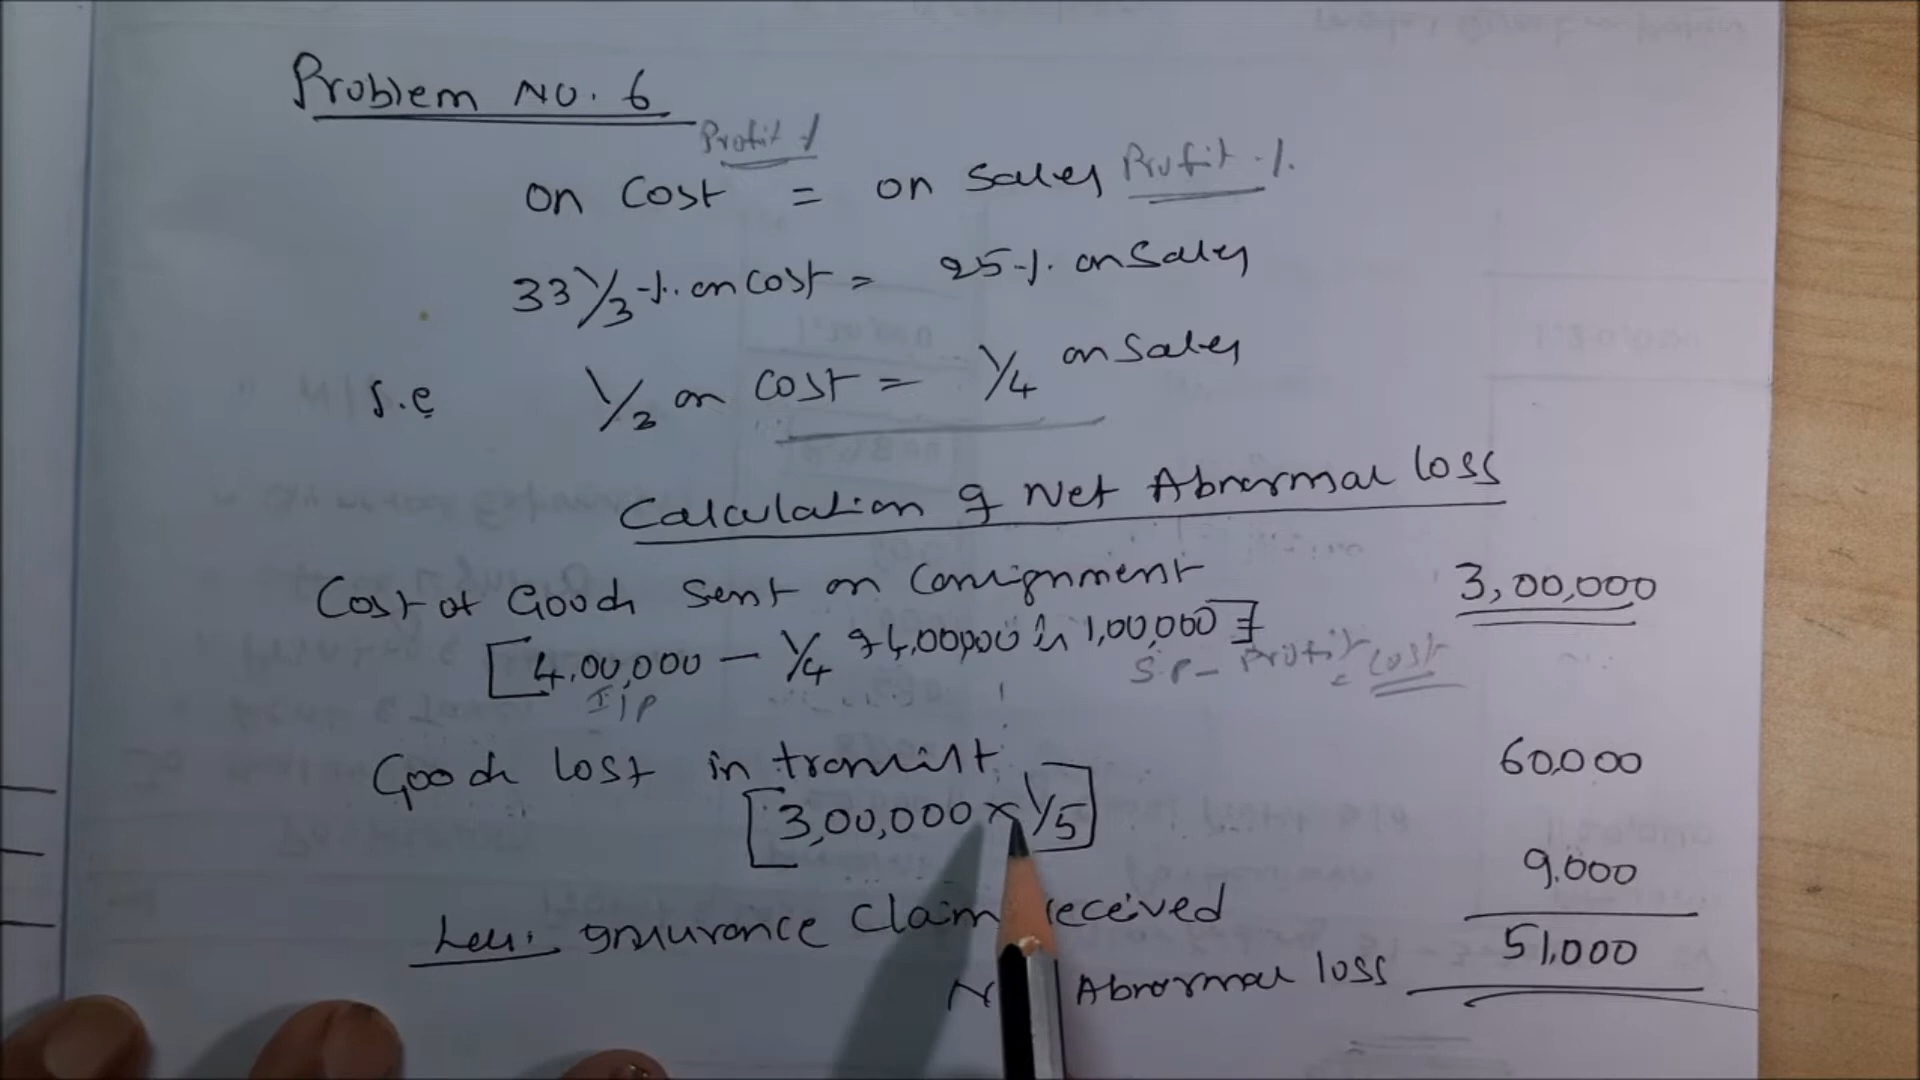 Problem NO. 6
Profit %
on Cost = on Sales Profit %
33 1/3 % on cost = 25% on Sales
i.e 1/3 on cost = 1/4 on Sales
Calculation of Net Abnormal loss
Cost of Goods Sent on Consignment 3,00,000
[4,00,000 – 1/4 of 4,00,000 is 1,00,000]
I/P S.P – Profit = Cost
Goods lost in transist 60,000
[3,00,000 × 1/5]
Less: Insurance Claim received 9,000
Abnormal loss 51,000